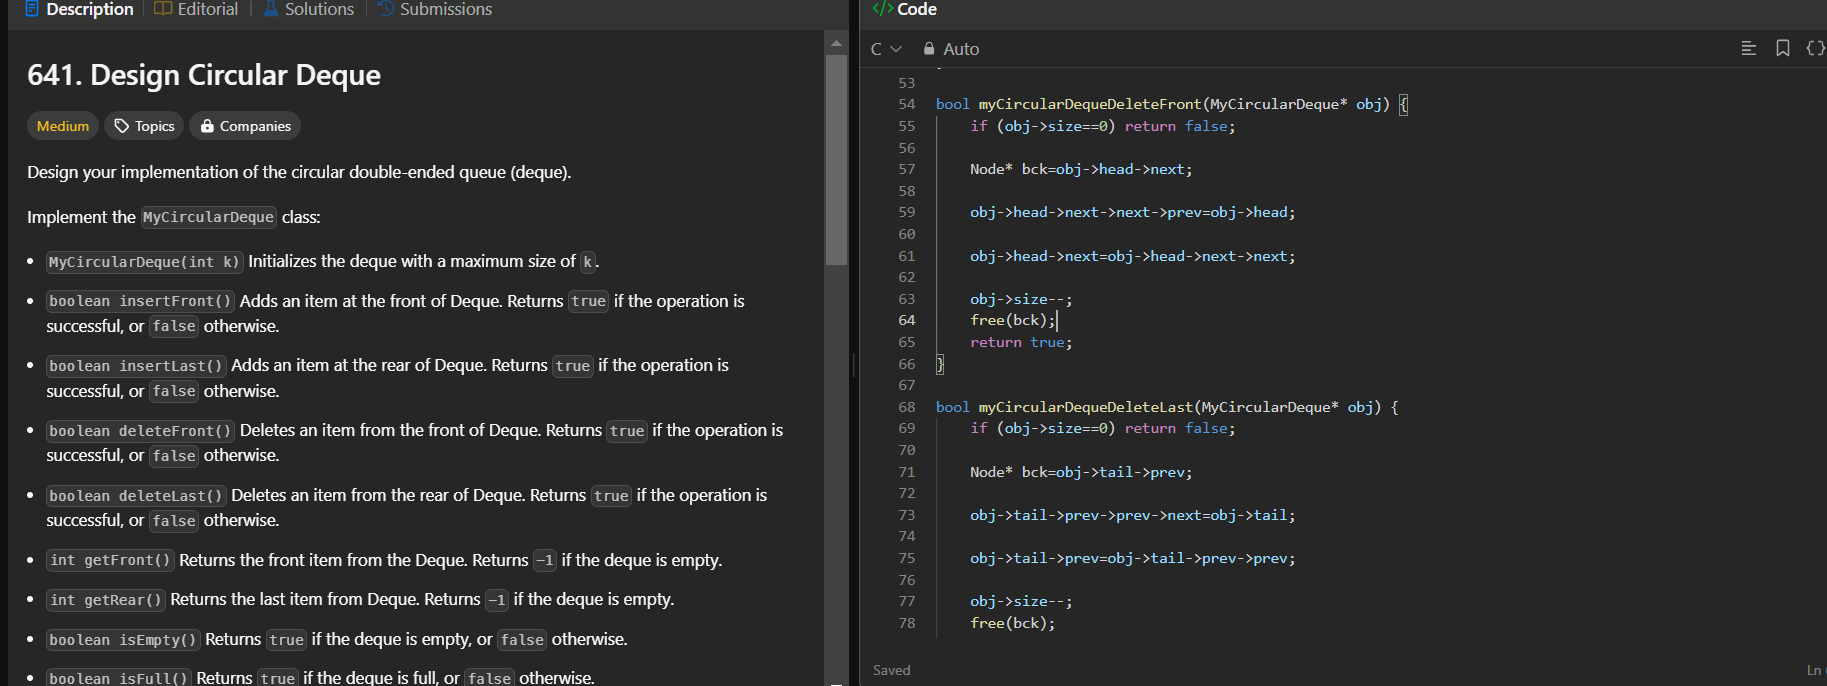 Description
Editorial
Solutions
Submissions
641. Design Circular Deque
Medium
Topics
Companies
Design your implementation of the circular double-ended queue (deque).
Implement the MyCircularDeque class:
• MyCircularDeque(int k) Initializes the deque with a maximum size of k.
• boolean insertFront() Adds an item at the front of Deque. Returns true if the operation is
successful, or false otherwise.
• boolean insertLast() Adds an item at the rear of Deque. Returns true if the operation is
successful, or false otherwise.
• boolean deleteFront() Deletes an item from the front of Deque. Returns true if the operation is
successful, or false otherwise.
• boolean deleteLast() Deletes an item from the rear of Deque. Returns true if the operation is
successful, or false otherwise.
• int getFront() Returns the front item from the Deque. Returns -1 if the deque is empty.
• int getRear() Returns the last item from Deque. Returns -1 if the deque is empty.
• boolean isEmpty() Returns true if the deque is empty, or false otherwise.
• boolean isFull() Returns true if the deque is full, or false otherwise.
</> Code
C
Auto
{}
53
54 bool myCircularDequeDeleteFront(MyCircularDeque* obj) {
55 if (obj->size==0) return false;
56
57 Node* bck=obj->head->next;
58
59 obj->head->next->next->prev=obj->head;
60
61 obj->head->next=obj->head->next->next;
62
63 obj->size--;
64 free(bck);
65 return true;
66 }
67
68 bool myCircularDequeDeleteLast(MyCircularDeque* obj) {
69 if (obj->size==0) return false;
70
71 Node* bck=obj->tail->prev;
72
73 obj->tail->prev->prev->next=obj->tail;
74
75 obj->tail->prev=obj->tail->prev->prev;
76
77 obj->size--;
78 free(bck);
Saved
Ln